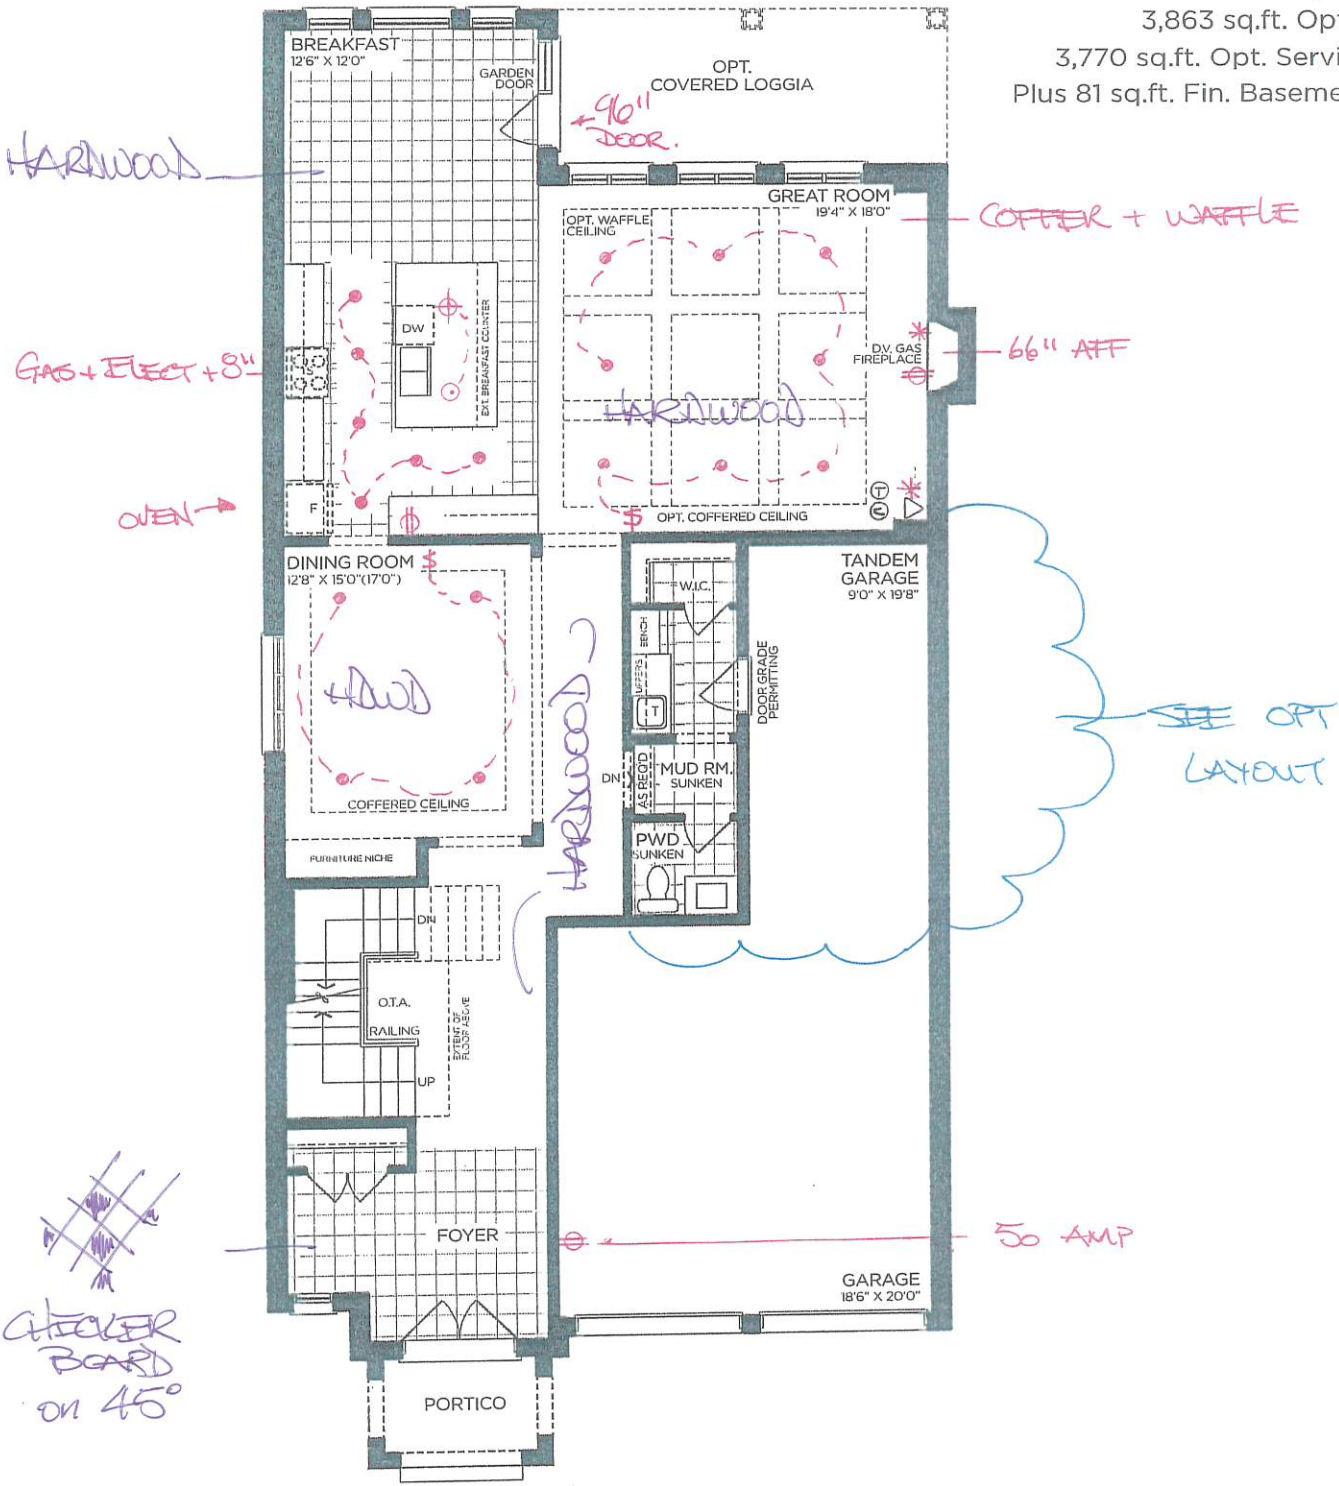 3,863 sq.ft. Opt
3,770 sq.ft. Opt. Servi
Plus 81 sq.ft. Fin. Baseme
BREAKFAST
12'6" X 12'0"
GARDEN
DOOR
OPT.
COVERED LOGGIA
96"
DOOR.
HARDWOOD
GREAT ROOM
19'4" X 18'0"
OPT. WAFFLE
CEILING
COFFER + WAFFLE
DW
EXT. BREAKFAST COUNTER
S
GAS + ELECT + 8"
D.V. GAS
FIREPLACE
66" AFF
HARDWOOD
OVEN
F
T
C
$
OPT. COFFERED CEILING
DINING ROOM
12'8" X 15'0"(17'0")
$
W.I.C.
TANDEM
GARAGE
9'0" X 19'8"
BENCH
UPPERS
T
DOOR GRADE
PERMITTING
HDWD
HARDWOOD
SEE OPT
LAYOUT
DN
AS REQ'D
MUD RM.
SUNKEN
COFFERED CEILING
PWD
SUNKEN
FURNITURE NICHE
DN
O.T.A.
RAILING
EXTENT OF
FLOOR ABOVE
UP
FOYER
50 AMP
GARAGE
18'6" X 20'0"
CHECKER
BOARD
on 45°
PORTICO